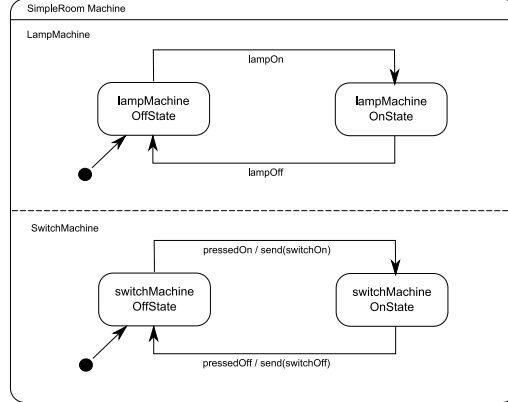 SimpleRoom Machine
LampMachine
lampOn
lampMachine
OffState
lampMachine
OnState
lampOff
SwitchMachine
pressedOn / send(switchOn)
switchMachine
OffState
switchMachine
OnState
pressedOff / send(switchOff)